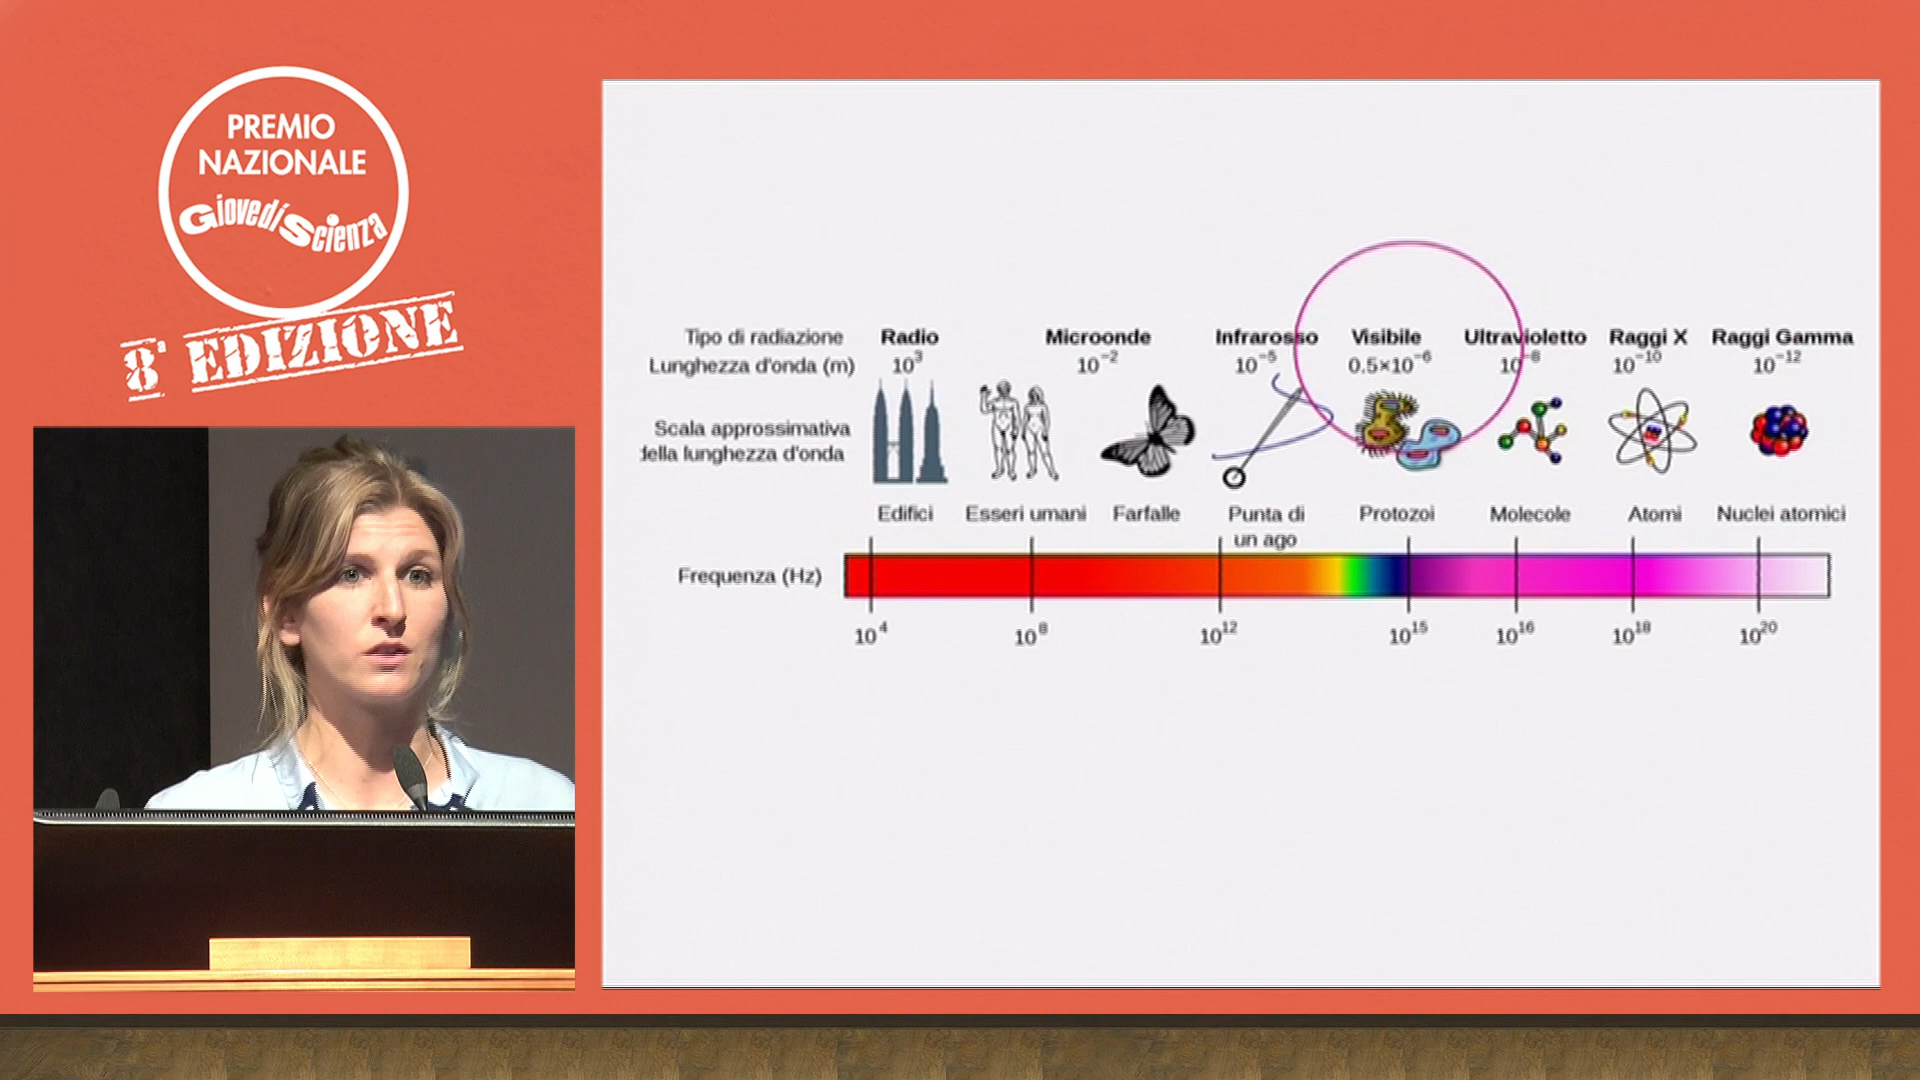 PREMIO
NAZIONALE
GiovedìScienza
8ª EDIZIONE
Tipo di radiazione Radio Microonde Infrarosso Visibile Ultravioletto Raggi X Raggi Gamma
Lunghezza d'onda (m) 10³ 10⁻² 10⁻⁵ 0.5×10⁻⁶ 10⁻⁸ 10⁻¹⁰ 10⁻¹²
Scala approssimativa
della lunghezza d'onda
Edifici Esseri umani Farfalle Punta di Protozoi Molecole Atomi Nuclei atomici
un ago
Frequenza (Hz)
10⁴ 10⁸ 10¹² 10¹⁵ 10¹⁶ 10¹⁸ 10²⁰